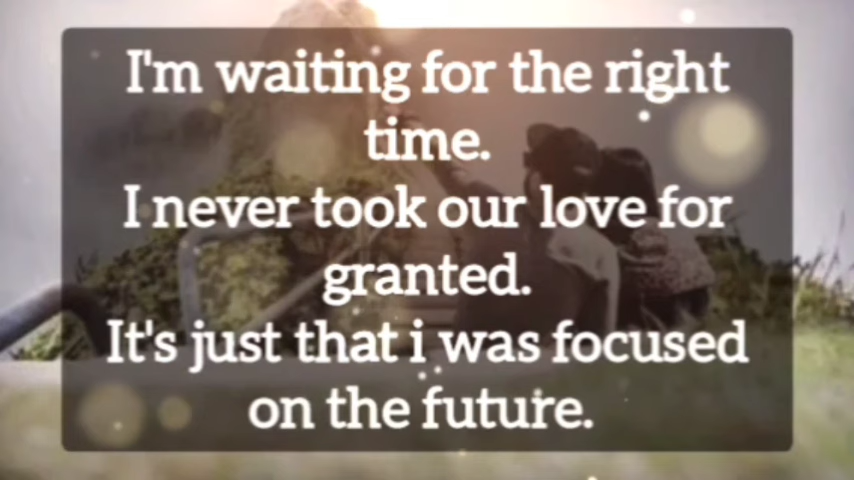 I'm waiting for the right
time.
I never took our love for
granted.
It's just that i was focused
on the future.